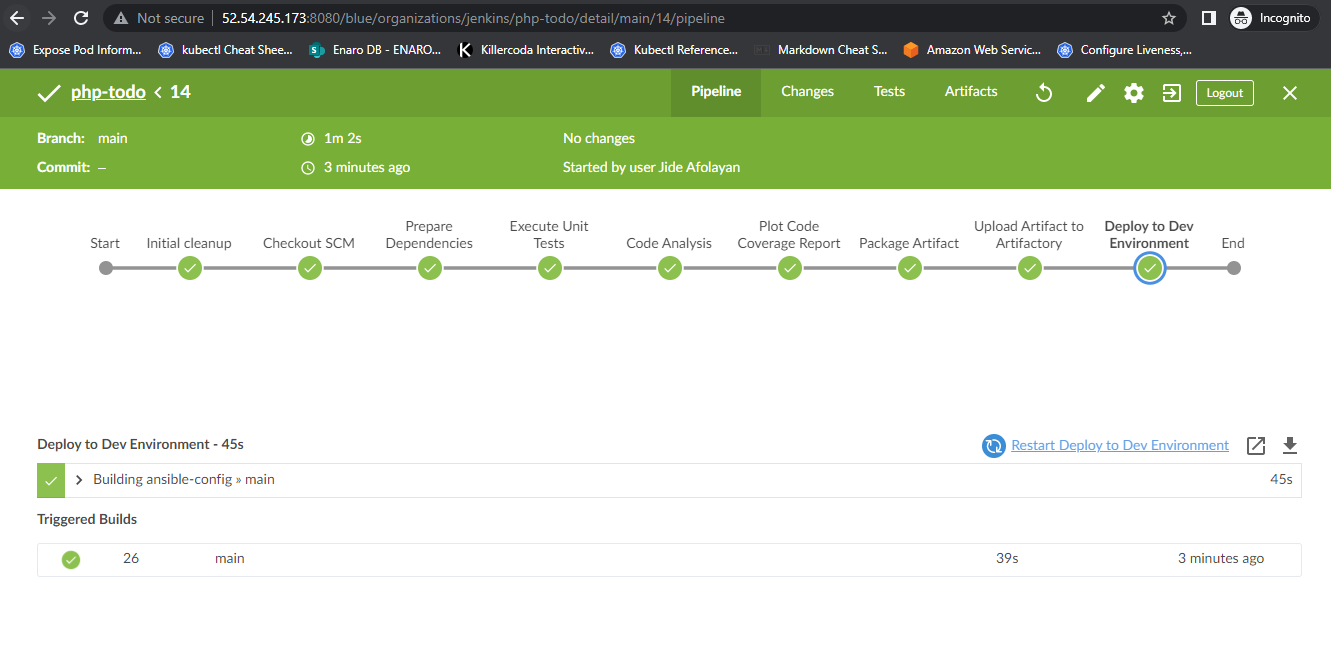 Not secure 52.54.245.173:8080/blue/organizations/jenkins/php-todo/detail/main/14/pipeline Incognito
Expose Pod Inform... kubectl Cheat Shee... Enaro DB - ENARO... Killercoda Interactiv... Kubectl Reference... Markdown Cheat S... Amazon Web Servic... Configure Liveness,...
php-todo < 14 Pipeline Changes Tests Artifacts Logout
Branch: main 1m 2s No changes
Commit: – 3 minutes ago Started by user Jide Afolayan
Start
Initial cleanup
Checkout SCM
Prepare
Dependencies
Execute Unit
Tests
Code Analysis
Plot Code
Coverage Report
Package Artifact
Upload Artifact to
Artifactory
Deploy to Dev
Environment
End
Deploy to Dev Environment - 45s Restart Deploy to Dev Environment
Building ansible-config » main 45s
Triggered Builds
26 main 39s 3 minutes ago